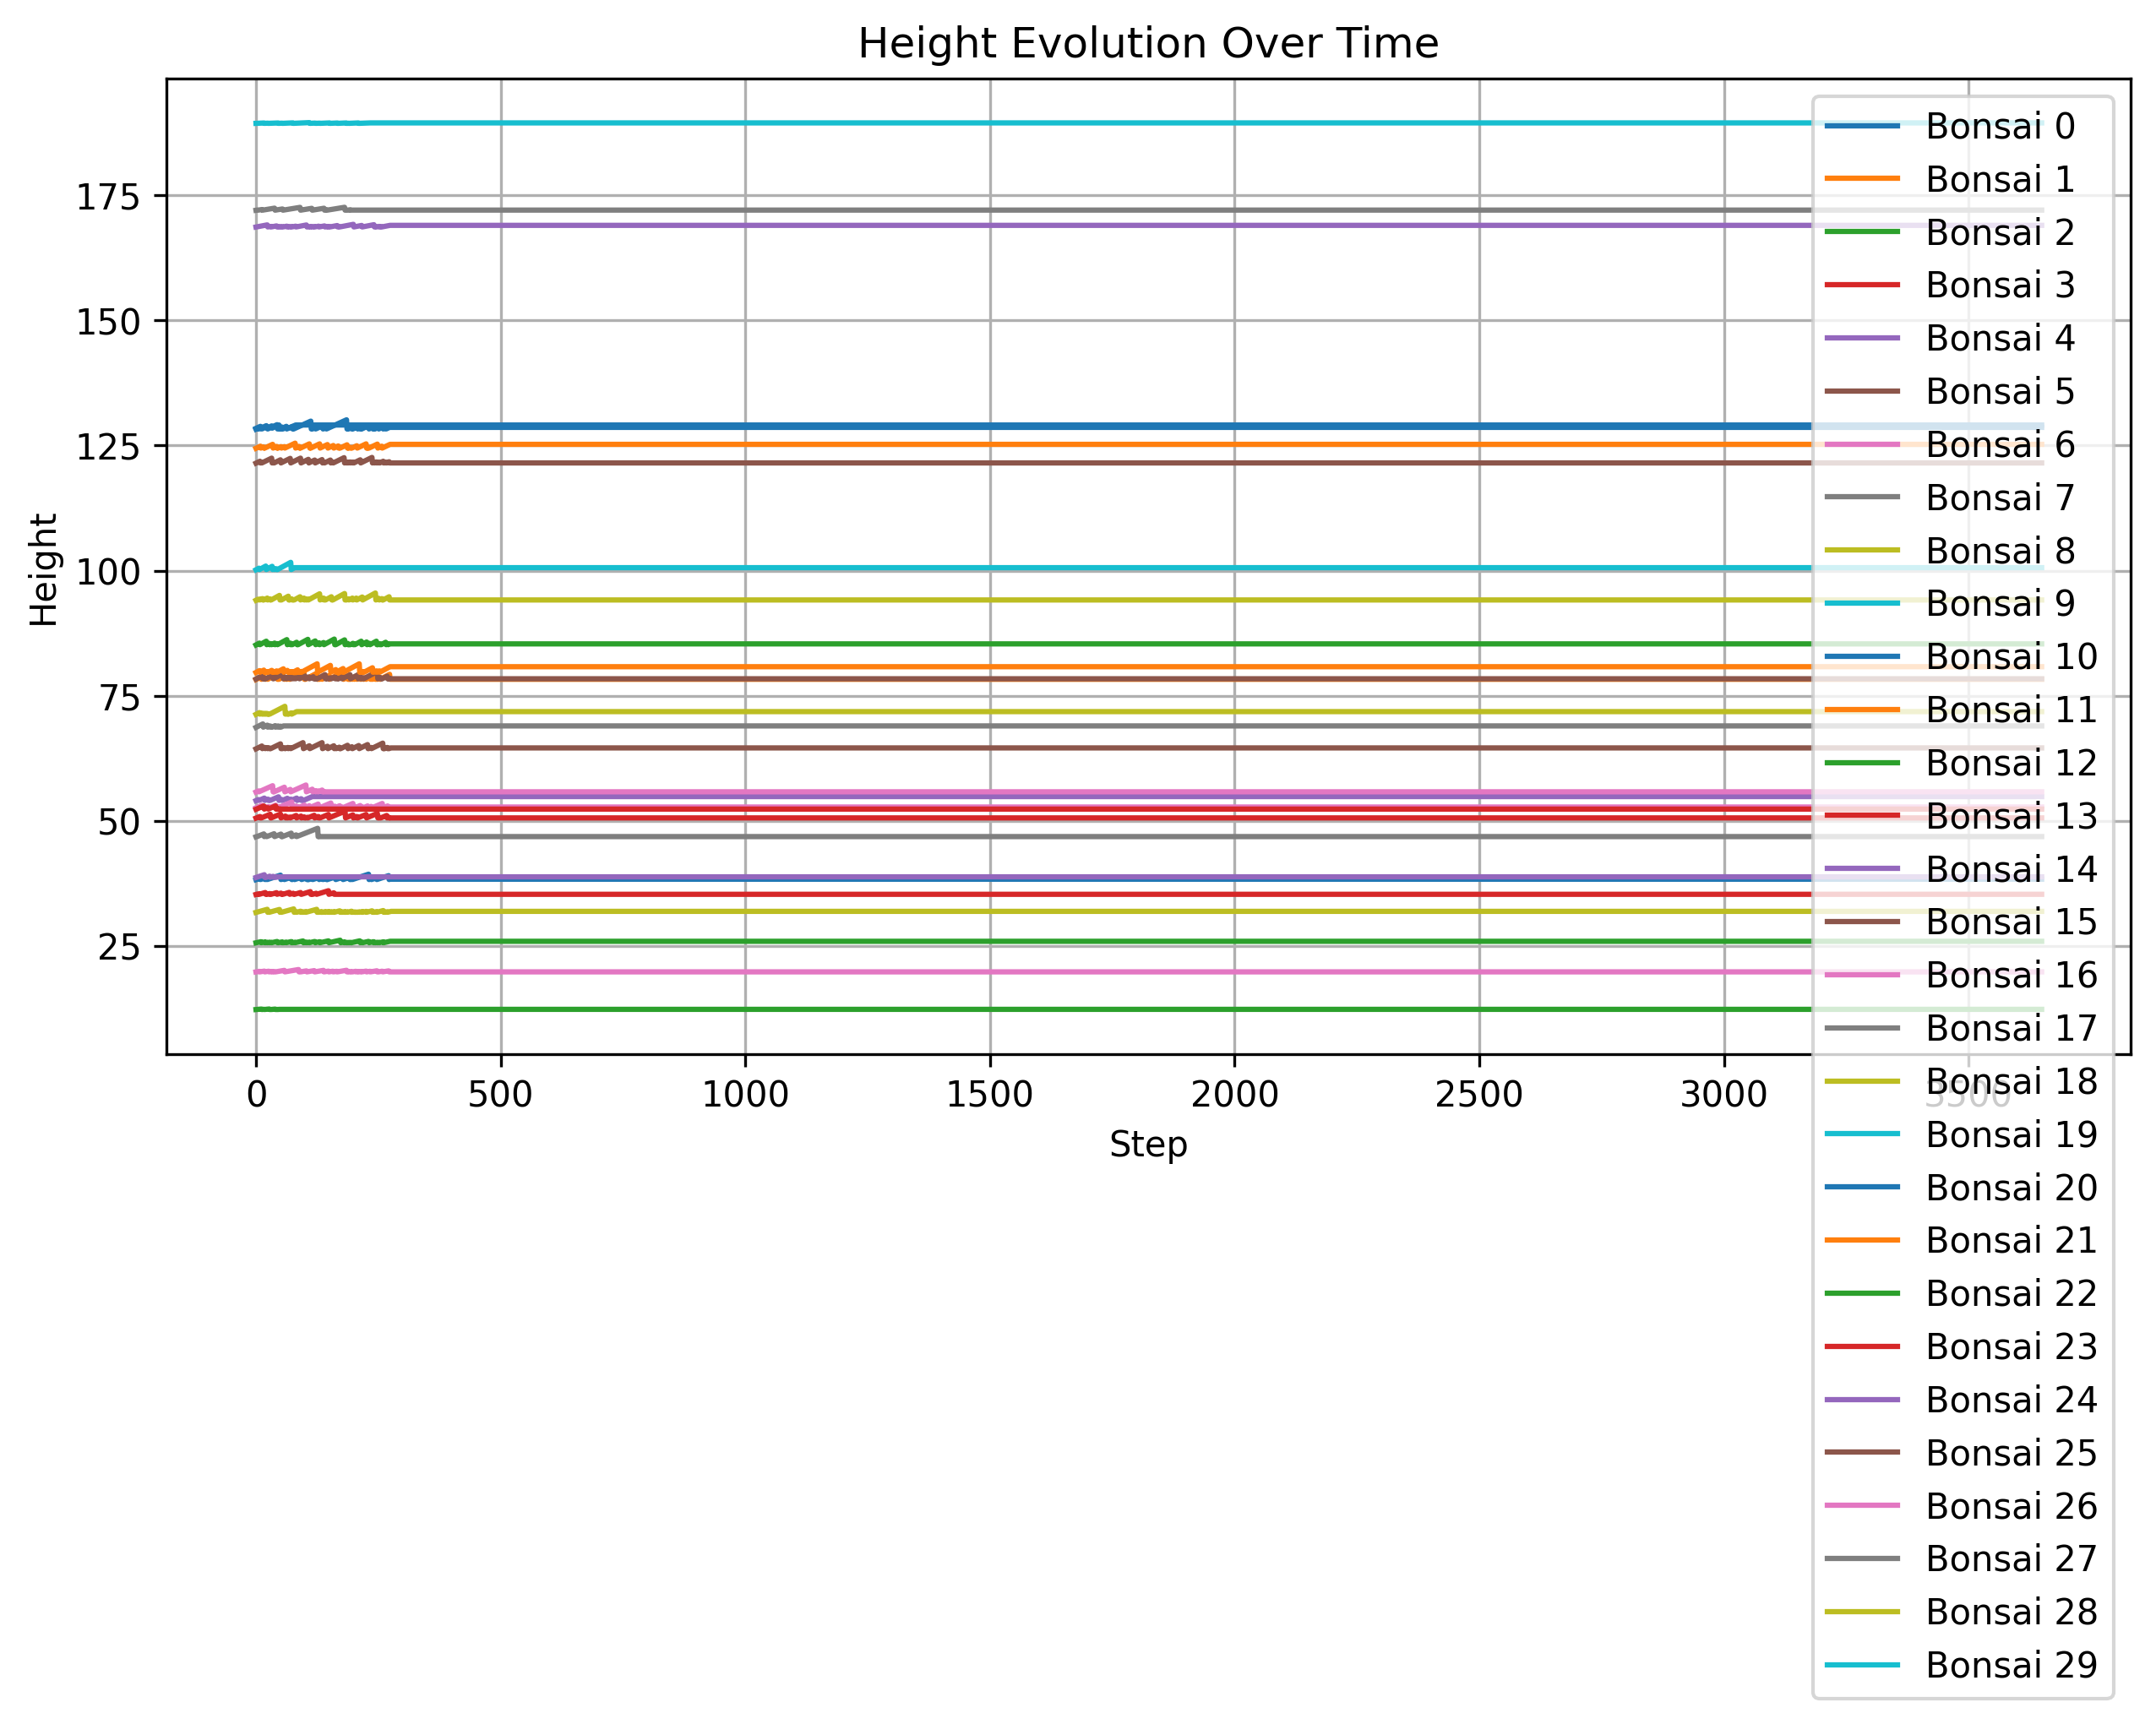 Height Evolution Over Time
Height
175
150
125
100
75
50
25
0 500 1000 1500 2000 2500 3000 3500
Step
Bonsai 0
Bonsai 1
Bonsai 2
Bonsai 3
Bonsai 4
Bonsai 5
Bonsai 6
Bonsai 7
Bonsai 8
Bonsai 9
Bonsai 10
Bonsai 11
Bonsai 12
Bonsai 13
Bonsai 14
Bonsai 15
Bonsai 16
Bonsai 17
Bonsai 18
Bonsai 19
Bonsai 20
Bonsai 21
Bonsai 22
Bonsai 23
Bonsai 24
Bonsai 25
Bonsai 26
Bonsai 27
Bonsai 28
Bonsai 29